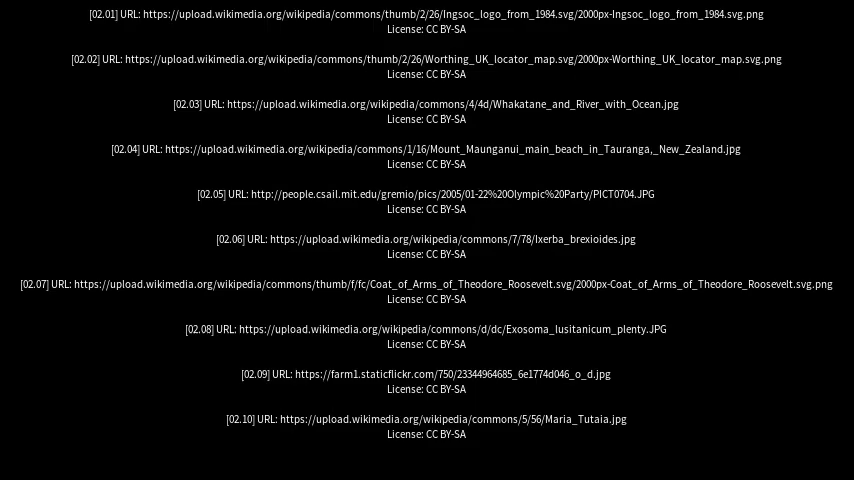 [02.01] URL: https://upload.wikimedia.org/wikipedia/commons/thumb/2/26/Ingsoc_logo_from_1984.svg/2000px-Ingsoc_logo_from_1984.svg.png
License: CC BY-SA
[02.02] URL: https://upload.wikimedia.org/wikipedia/commons/thumb/2/26/Worthing_UK_locator_map.svg/2000px-Worthing_UK_locator_map.svg.png
License: CC BY-SA
[02.03] URL: https://upload.wikimedia.org/wikipedia/commons/4/4d/Whakatane_and_River_with_Ocean.jpg
License: CC BY-SA
[02.04] URL: https://upload.wikimedia.org/wikipedia/commons/1/16/Mount_Maunganui_main_beach_in_Tauranga,_New_Zealand.jpg
License: CC BY-SA
[02.05] URL: http://people.csail.mit.edu/gremio/pics/2005/01-22%20Olympic%20Party/PICT0704.JPG
License: CC BY-SA
[02.06] URL: https://upload.wikimedia.org/wikipedia/commons/7/78/Ixerba_brexioides.jpg
License: CC BY-SA
[02.07] URL: https://upload.wikimedia.org/wikipedia/commons/thumb/f/fc/Coat_of_Arms_of_Theodore_Roosevelt.svg/2000px-Coat_of_Arms_of_Theodore_Roosevelt.svg.png
License: CC BY-SA
[02.08] URL: https://upload.wikimedia.org/wikipedia/commons/d/dc/Exosoma_lusitanicum_plenty.JPG
License: CC BY-SA
[02.09] URL: https://farm1.staticflickr.com/750/23344964685_6e1774d046_o_d.jpg
License: CC BY-SA
[02.10] URL: https://upload.wikimedia.org/wikipedia/commons/5/56/Maria_Tutaia.jpg
License: CC BY-SA